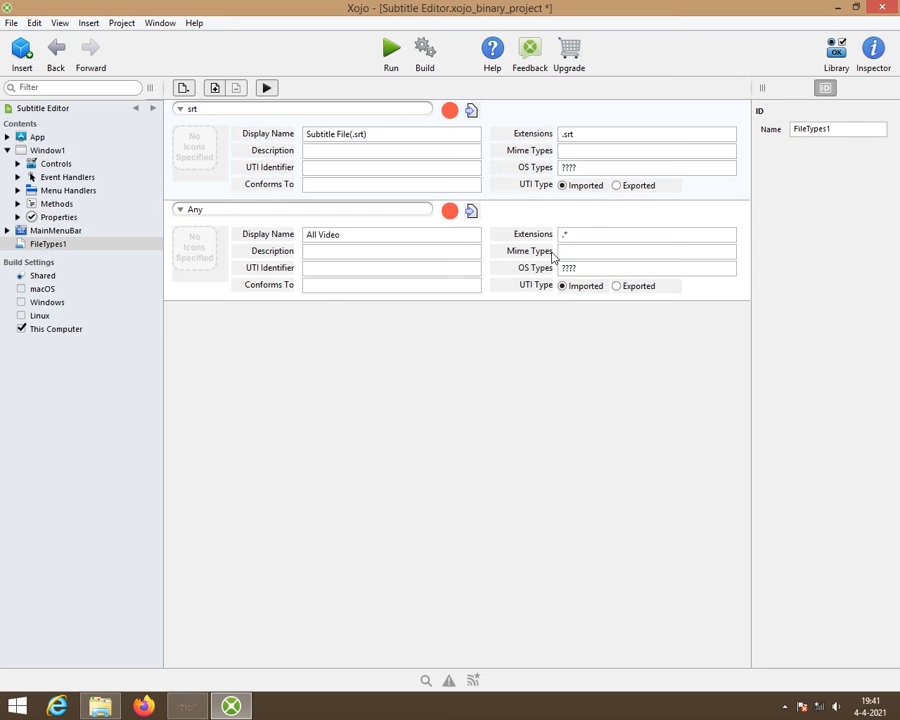 Xojo - [Subtitle Editor.xojo_binary_project *]
File Edit View Insert Project Window Help
Insert Back Forward Run Build Help Feedback Upgrade OK Library Inspector
Filter
ID
Subtitle Editor
Contents
App
Window1
Controls
Event Handlers
Menu Handlers
Methods
Properties
MainMenuBar
FileTypes1
Build Settings
Shared
macOS
Windows
Linux
This Computer
srt
No Icons Specified
Display Name Subtitle File(.srt) Extensions .srt
Description Mime Types
UTI Identifier OS Types ????
Conforms To UTI Type Imported Exported
Any
No Icons Specified
Display Name All Video Extensions .*
Description Mime Types
UTI Identifier OS Types ????
Conforms To UTI Type Imported Exported
ID
Name FileTypes1
19:41
4-4-2021